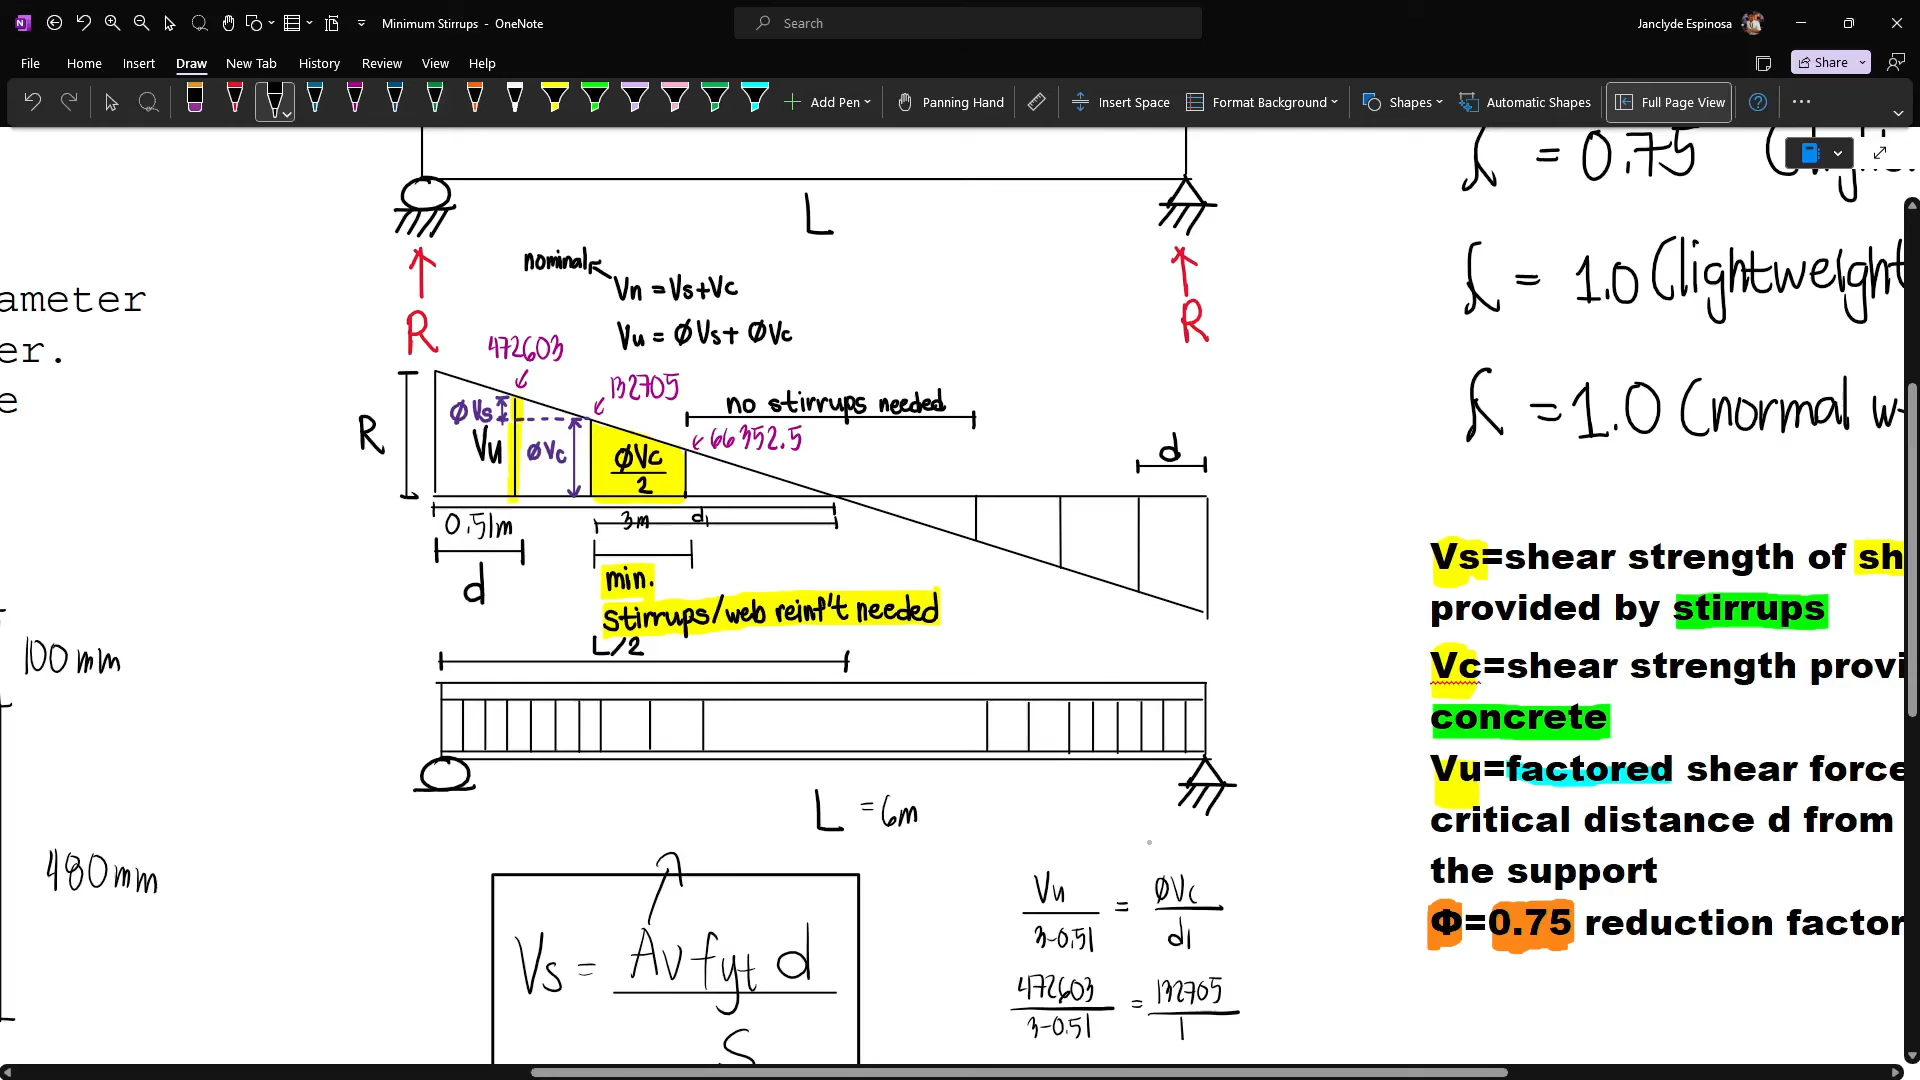 Minimum Stirrups - OneNote
Search
Janclyde Espinosa
File Home Insert Draw New Tab History Review View Help
Share
Add Pen
Panning Hand
Insert Space
Format Background
Shapes
Automatic Shapes
Full Page View
ameter
er.
e
100mm
480mm
L
R
R
nominal
Vn = Vs+Vc
Vu = ØVs + ØVc
472603
132705
66352.5
no stirrups needed
R
ØVs
Vu
ØVc
ØVc
2
d
0.51m
3m
d1
d
min.
stirrups/web reinf't needed
L/2
L = 6m
Vs = Av fyt d
S
Vu = ØVc
3-0.51 d1
472603 = 132705
3-0.51
= 0.75
= 1.0 (lightweight
= 1.0 (normal w
Vs=shear strength of sh
provided by stirrups
Vc=shear strength provi
concrete
Vu=factored shear force
critical distance d from
the support
Φ=0.75 reduction factor